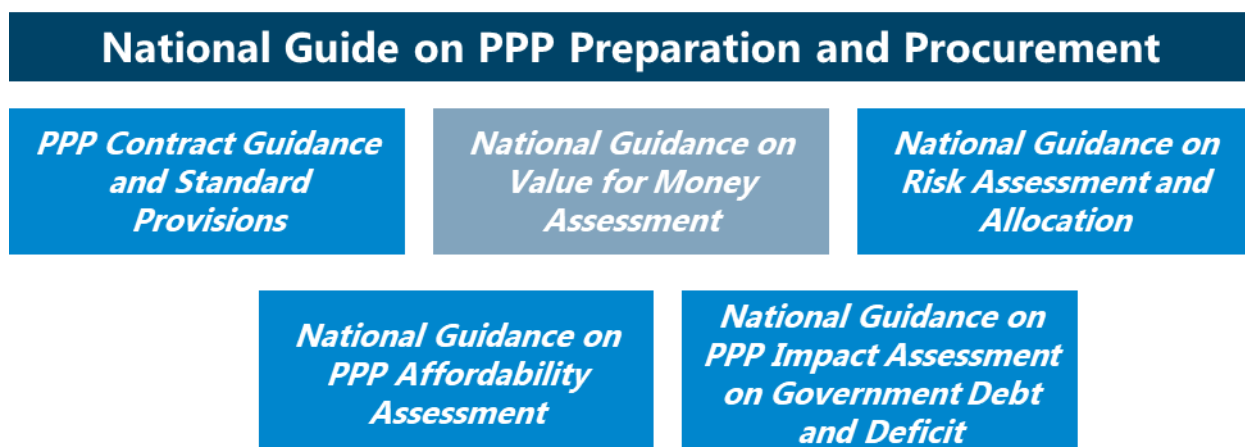 National Guide on PPP Preparation and Procurement
PPP Contract Guidance
and Standard
Provisions
National Guidance on
Value for Money
Assessment
National Guidance on
Risk Assessment and
Allocation
National Guidance on
PPP Affordability
Assessment
National Guidance on
PPP Impact Assessment
on Government Debt
and Deficit